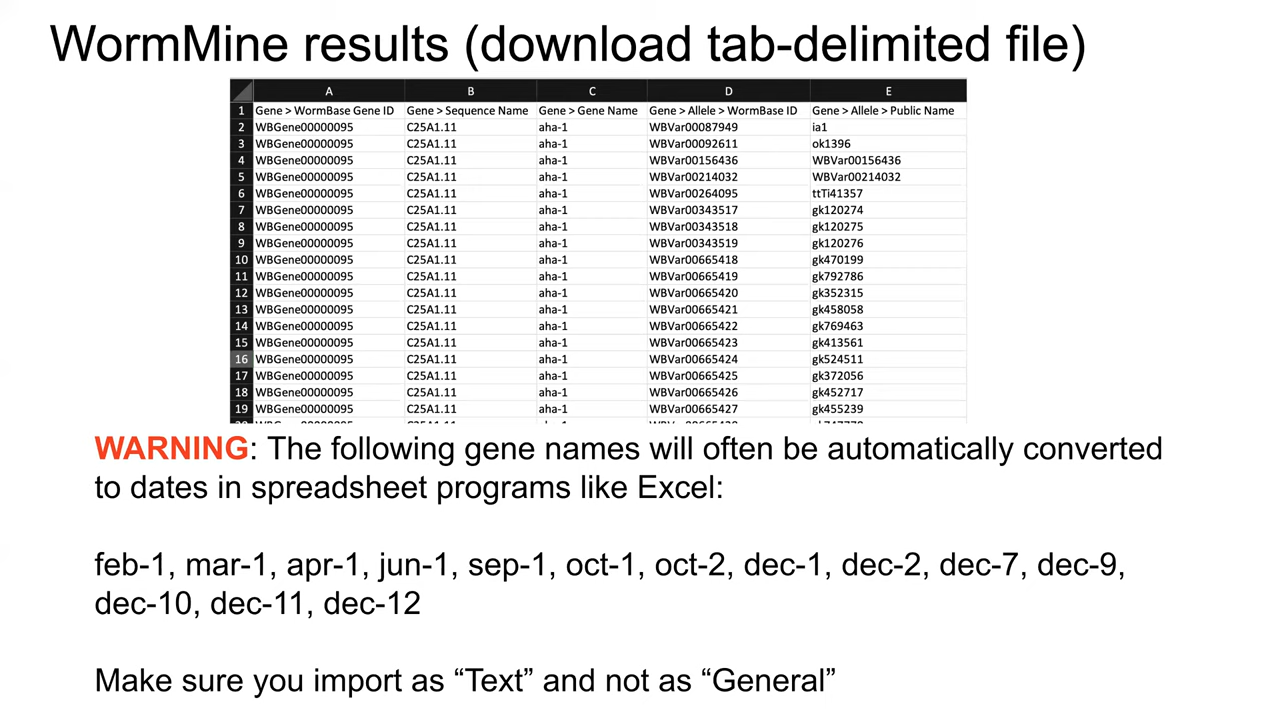 WormMine results (download tab-delimited file)
A B C D E
1 Gene > WormBase Gene ID Gene > Sequence Name Gene > Gene Name Gene > Allele > WormBase ID Gene > Allele > Public Name
2 WBGene00000095 C25A1.11 aha-1 WBVar00087949 ia1
3 WBGene00000095 C25A1.11 aha-1 WBVar00092611 ok1396
4 WBGene00000095 C25A1.11 aha-1 WBVar00156436 WBVar00156436
5 WBGene00000095 C25A1.11 aha-1 WBVar00214032 WBVar00214032
6 WBGene00000095 C25A1.11 aha-1 WBVar00264095 ttTi41357
7 WBGene00000095 C25A1.11 aha-1 WBVar00343517 gk120274
8 WBGene00000095 C25A1.11 aha-1 WBVar00343518 gk120275
9 WBGene00000095 C25A1.11 aha-1 WBVar00343519 gk120276
10 WBGene00000095 C25A1.11 aha-1 WBVar00665418 gk470199
11 WBGene00000095 C25A1.11 aha-1 WBVar00665419 gk792786
12 WBGene00000095 C25A1.11 aha-1 WBVar00665420 gk352315
13 WBGene00000095 C25A1.11 aha-1 WBVar00665421 gk458058
14 WBGene00000095 C25A1.11 aha-1 WBVar00665422 gk769463
15 WBGene00000095 C25A1.11 aha-1 WBVar00665423 gk413561
16 WBGene00000095 C25A1.11 aha-1 WBVar00665424 gk524511
17 WBGene00000095 C25A1.11 aha-1 WBVar00665425 gk372056
18 WBGene00000095 C25A1.11 aha-1 WBVar00665426 gk452717
19 WBGene00000095 C25A1.11 aha-1 WBVar00665427 gk455239
WARNING: The following gene names will often be automatically converted
to dates in spreadsheet programs like Excel:
feb-1, mar-1, apr-1, jun-1, sep-1, oct-1, oct-2, dec-1, dec-2, dec-7, dec-9,
dec-10, dec-11, dec-12
Make sure you import as “Text” and not as “General”